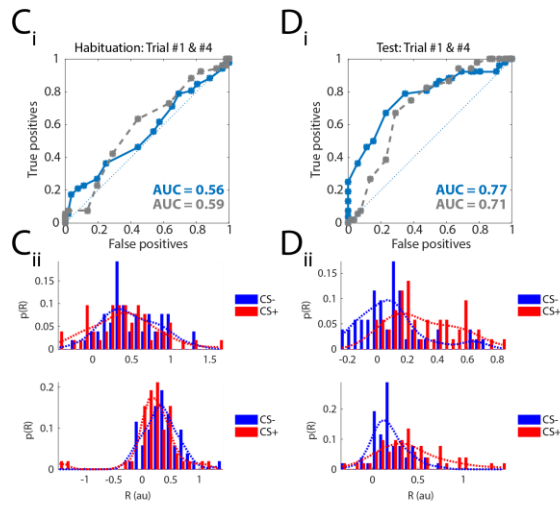 Ci
Habituation: Trial #1 & #4
True positives
1
0.8
0.6
0.4
0.2
0
AUC = 0.56
AUC = 0.59
0 0.2 0.4 0.6 0.8 1
False positives
Di
Test: Trial #1 & #4
True positives
1
0.8
0.6
0.4
0.2
0
AUC = 0.77
AUC = 0.71
0 0.2 0.4 0.6 0.8 1
False positives
Cii
p(R)
0.15
0.1
0.05
0
0 0.5 1 1.5
CS-
CS+
p(R)
0.2
0.1
0
-1 -0.5 0 0.5 1
R (au)
CS-
CS+
Dii
p(R)
0.15
0.1
0.05
0
-0.2 0 0.2 0.4 0.6 0.8
CS-
CS+
p(R)
0.2
0.1
0
0 0.5 1
R (au)
CS-
CS+